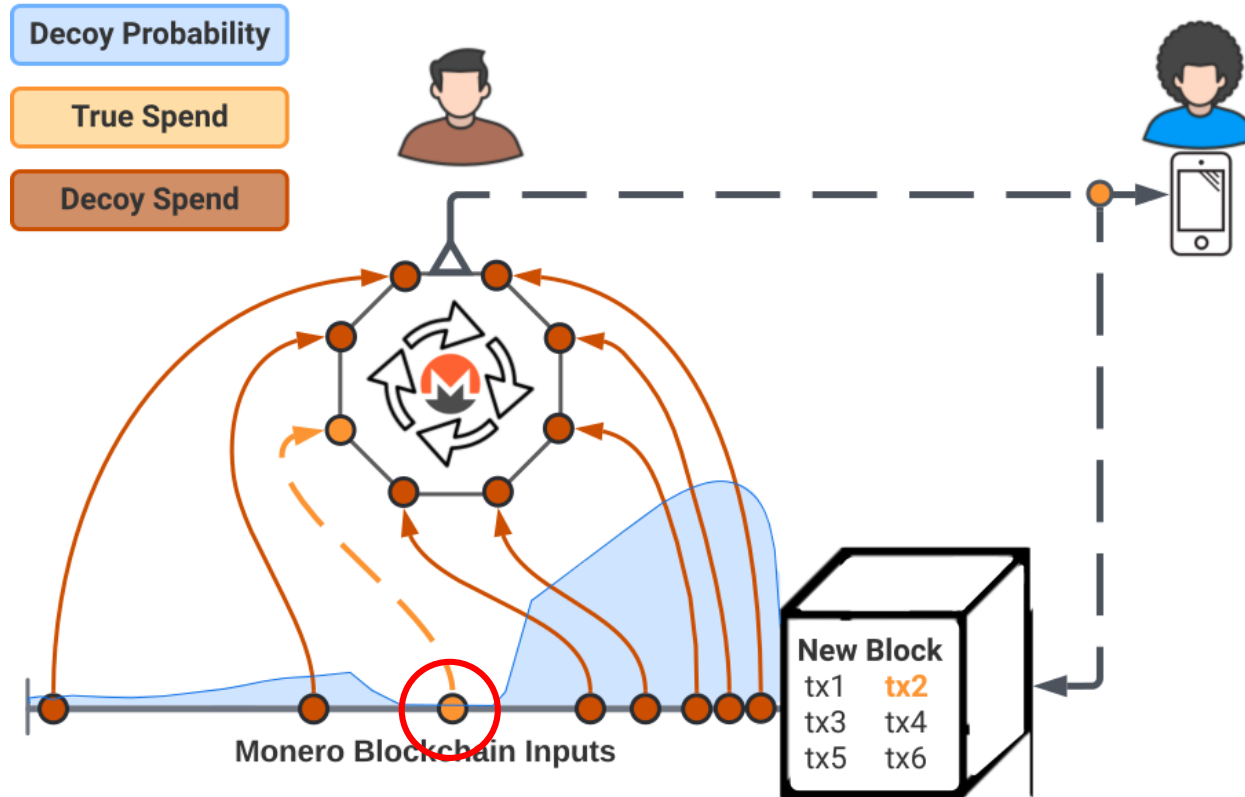 Decoy Probability
True Spend
Decoy Spend
New Block
tx1 tx2
tx3 tx4
tx5 tx6
Monero Blockchain Inputs